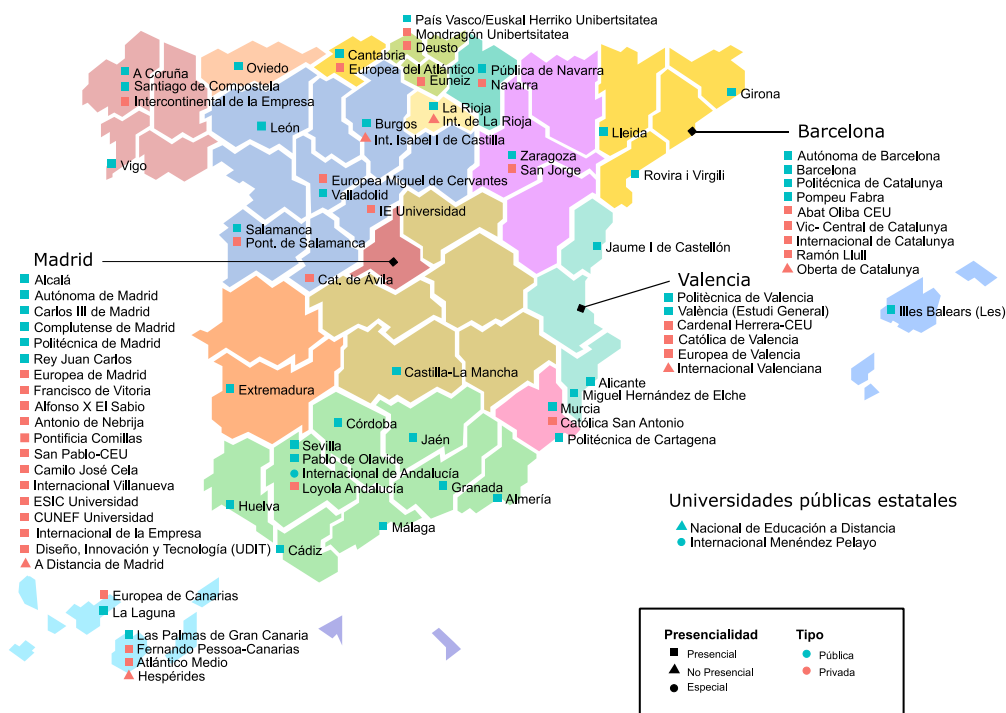 País Vasco/Euskal Herriko Unibertsitatea
Mondragón Unibertsitatea
Deusto
Cantabria
Europea del Atlántico
Euneiz
Pública de Navarra
Navarra
Oviedo
A Coruña
Santiago de Compostela
Intercontinental de la Empresa
Vigo
León
Burgos
Int. Isabel I de Castilla
La Rioja
Int. de La Rioja
Girona
Lleida
Rovira i Virgili
Zaragoza
San Jorge
Europea Miguel de Cervantes
Valladolid
IE Universidad
Salamanca
Pont. de Salamanca
Cat. de Ávila
Jaume I de Castellón
Barcelona
Autónoma de Barcelona
Barcelona
Politécnica de Catalunya
Pompeu Fabra
Abat Oliba CEU
Vic- Central de Catalunya
Internacional de Catalunya
Ramón Llull
Oberta de Catalunya
Madrid
Alcalá
Autónoma de Madrid
Carlos III de Madrid
Complutense de Madrid
Politécnica de Madrid
Rey Juan Carlos
Europea de Madrid
Francisco de Vitoria
Alfonso X El Sabio
Antonio de Nebrija
Pontificia Comillas
San Pablo-CEU
Camilo José Cela
Internacional Villanueva
ESIC Universidad
CUNEF Universidad
Internacional de la Empresa
Diseño, Innovación y Tecnología (UDIT)
A Distancia de Madrid
Valencia
Politècnica de Valencia
València (Estudi General)
Cardenal Herrera-CEU
Católica de Valencia
Europea de Valencia
Internacional Valenciana
Illes Balears (Les)
Extremadura
Castilla-La Mancha
Alicante
Miguel Hernández de Elche
Murcia
Católica San Antonio
Politécnica de Cartagena
Córdoba
Jaén
Sevilla
Pablo de Olavide
Internacional de Andalucía
Loyola Andalucía
Granada
Almería
Huelva
Málaga
Cádiz
Europea de Canarias
La Laguna
Las Palmas de Gran Canaria
Fernando Pessoa-Canarias
Atlántico Medio
Hespérides
Universidades públicas estatales
Nacional de Educación a Distancia
Internacional Menéndez Pelayo
Presencialidad
Presencial
No Presencial
Especial
Tipo
Pública
Privada